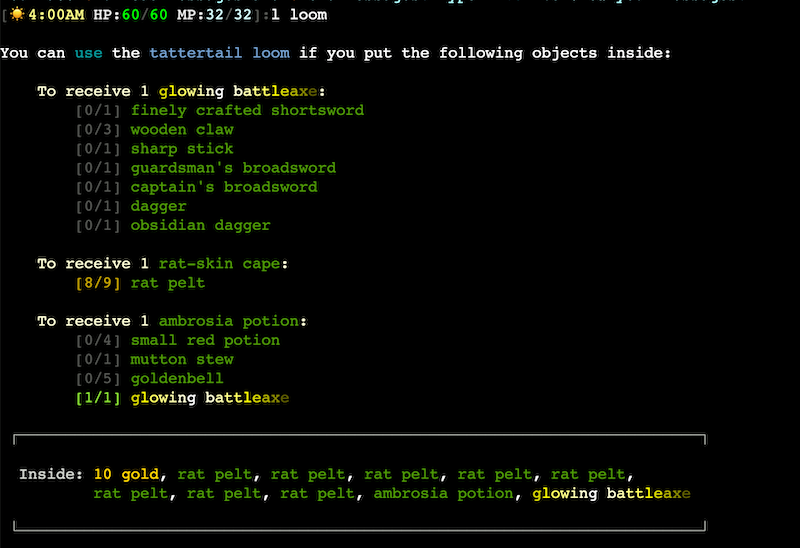 [☀️4:00AM HP:60/60 MP:32/32]:l loom
You can use the tattertail loom if you put the following objects inside:
To receive 1 glowing battleaxe:
[0/1] finely crafted shortsword
[0/3] wooden claw
[0/1] sharp stick
[0/1] guardsman's broadsword
[0/1] captain's broadsword
[0/1] dagger
[0/1] obsidian dagger
To receive 1 rat-skin cape:
[8/9] rat pelt
To receive 1 ambrosia potion:
[0/4] small red potion
[0/1] mutton stew
[0/5] goldenbell
[1/1] glowing battleaxe
Inside: 10 gold, rat pelt, rat pelt, rat pelt, rat pelt, rat pelt,
rat pelt, rat pelt, rat pelt, ambrosia potion, glowing battleaxe